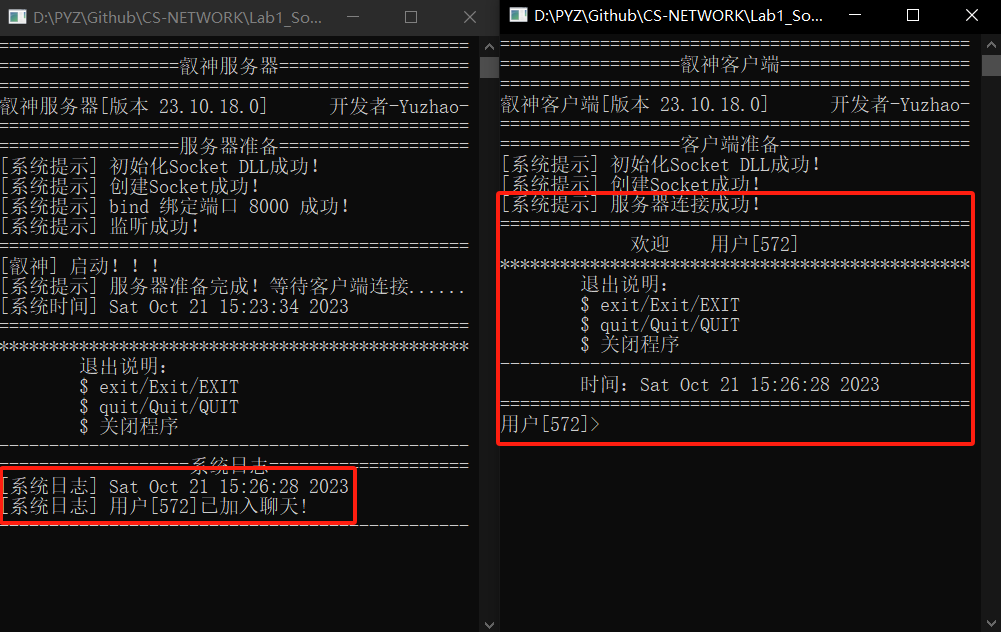 D:\PYZ\Github\CS-NETWORK\Lab1_So...
===============================================
==================叡神服务器===================
===============================================
叡神服务器[版本 23.10.18.0]      开发者-Yuzhao-
===============================================
==================服务器准备===================
[系统提示] 初始化Socket DLL成功!
[系统提示] 创建Socket成功!
[系统提示] bind 绑定端口 8000 成功!
[系统提示] 监听成功!
===============================================
[叡神] 启动!!!
[系统提示] 服务器准备完成! 等待客户端连接......
[系统时间] Sat Oct 21 15:23:34 2023
===============================================
***********************************************
退出说明:
$ exit/Exit/EXIT
$ quit/Quit/QUIT
$ 关闭程序
-----------------------------------------------
===================系统日志====================
[系统日志] Sat Oct 21 15:26:28 2023
[系统日志] 用户[572]已加入聊天!
-----------------------------------------------
D:\PYZ\Github\CS-NETWORK\Lab1_So...
===============================================
==================叡神客户端===================
===============================================
叡神客户端[版本 23.10.18.0]      开发者-Yuzhao-
===============================================
==================客户端准备===================
[系统提示] 初始化Socket DLL成功!
[系统提示] 创建Socket成功!
[系统提示] 服务器连接成功!
===============================================
欢迎    用户[572]
***********************************************
退出说明:
$ exit/Exit/EXIT
$ quit/Quit/QUIT
$ 关闭程序
-----------------------------------------------
时间: Sat Oct 21 15:26:28 2023
===============================================
用户[572]>